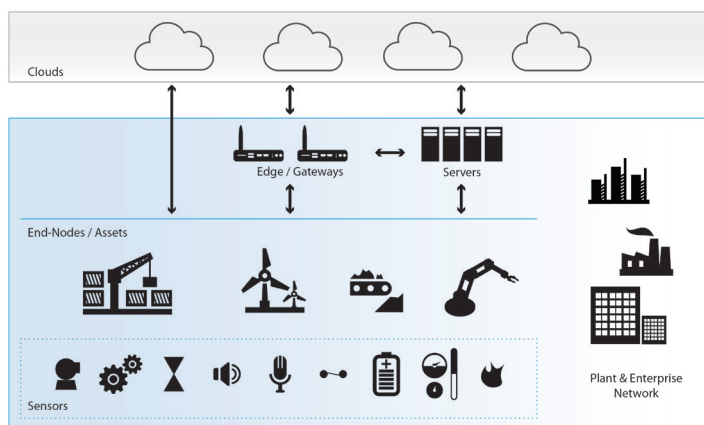 Clouds
Edge / Gateways
Servers
End-Nodes / Assets
Sensors
Plant & Enterprise
Network